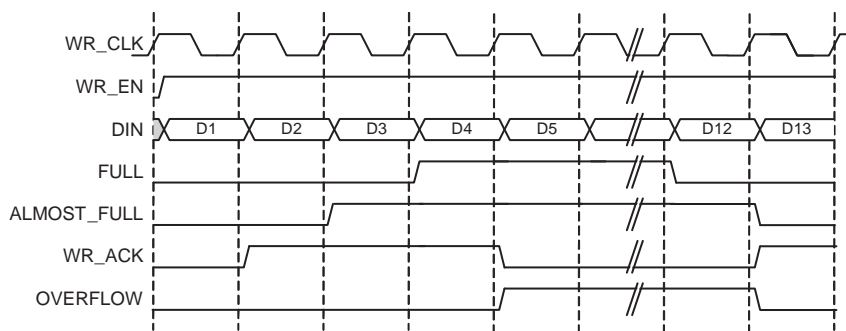 WR_CLK
WR_EN
DIN D1 D2 D3 D4 D5 D12 D13
FULL
ALMOST_FULL
WR_ACK
OVERFLOW